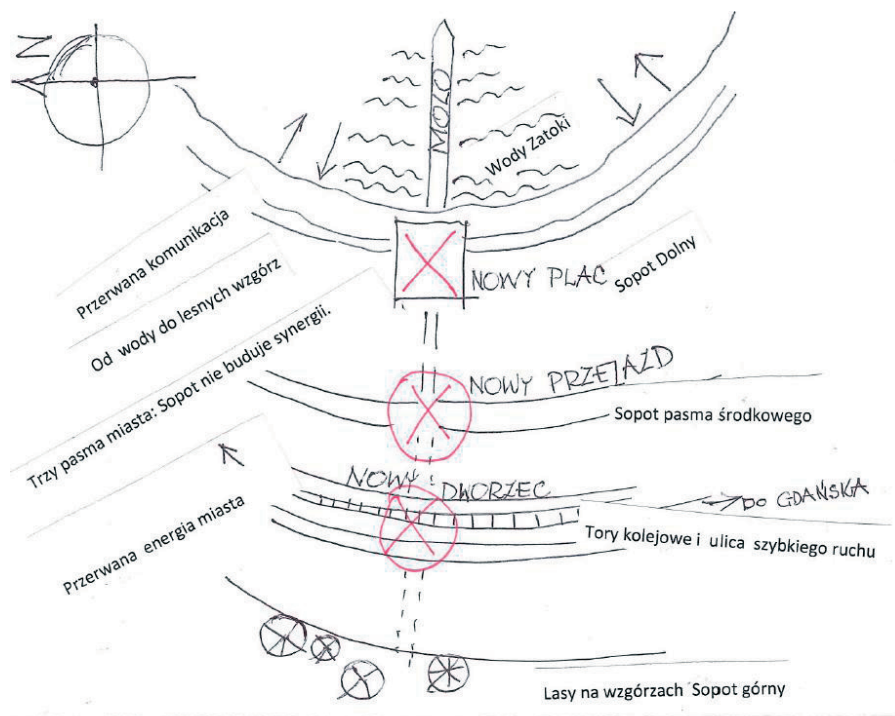 N
MOLO
Wody Zatoki
Przerwana komunikacja
Od wody do lesnych wzgórz
Sopot Dolny
NOWY PLAC
Trzy pasma miasta: Sopot nie buduje synergii.
NOWY PRZEJAZD
Sopot pasma środkowego
NOWY DWORZEC
DO GDAŃSKA
Przerwana energia miasta
Tory kolejowe i ulica szybkiego ruchu
Lasy na wzgórzach Sopot górny